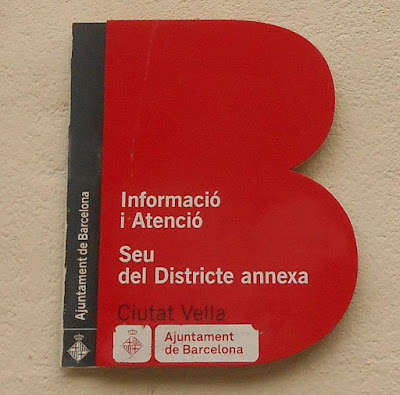 Informació
i Atenció
Seu
del Districte annexa
Ciutat Vella
Ajuntament
de Barcelona
Ajuntament de Barcelona